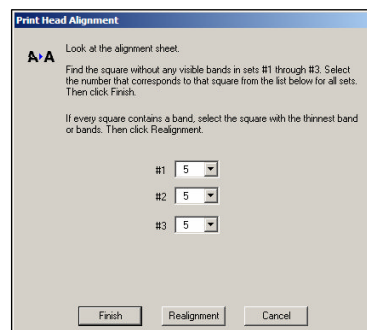 Print Head Alignment
A A
Look at the alignment sheet.
Find the square without any visible bands in sets #1 through #3. Select
the number that corresponds to that square from the list below for all sets.
Then click Finish.
If every square contains a band, select the square with the thinnest band
or bands. Then click Realignment.
#1 5
#2 5
#3 5
Finish Realignment Cancel